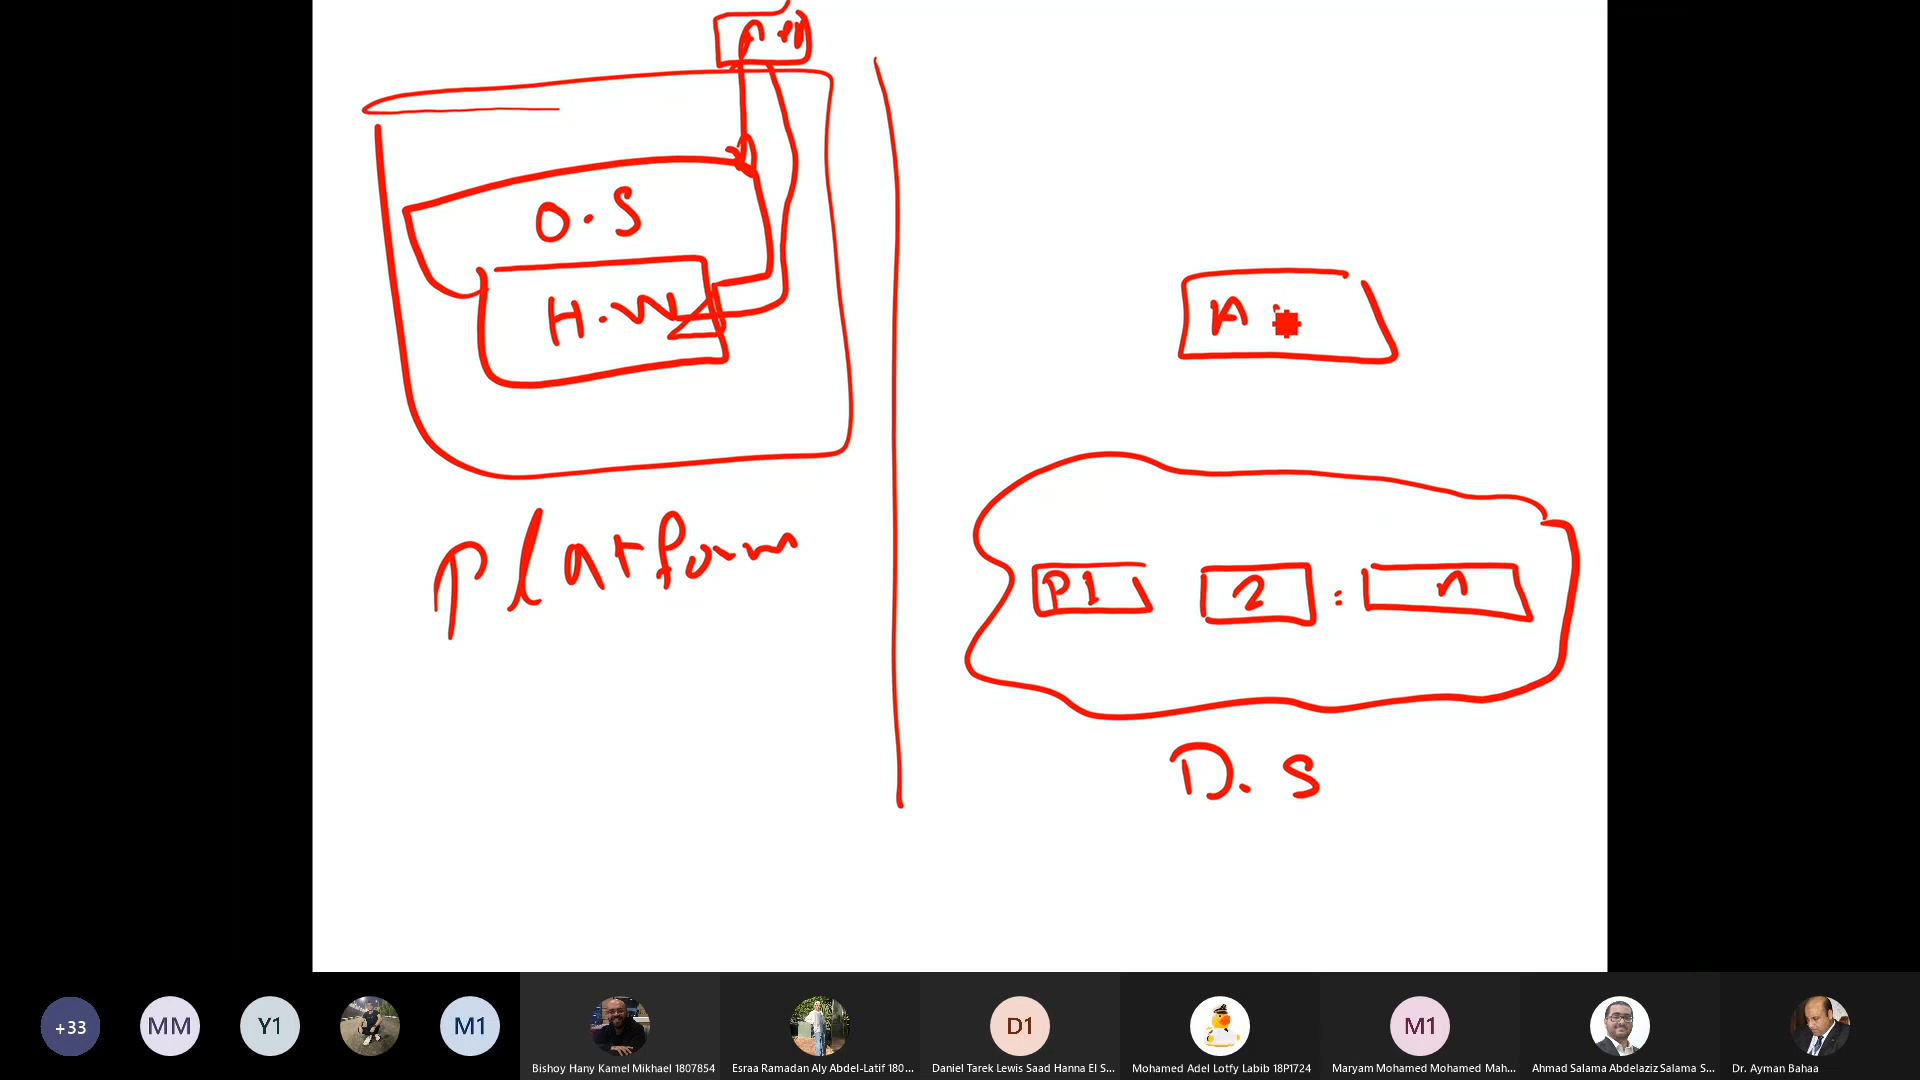 O.S
H.W
Platform
A
P1 2 : n
D.S
+33
MM
Y1
M1
D1
M1
Bishoy Hany Kamel Mikhael 1807854
Esraa Ramadan Aly Abdel-Latif 180...
Daniel Tarek Lewis Saad Hanna El S...
Mohamed Adel Lotfy Labib 18P1724
Maryam Mohamed Mohamed Mah...
Ahmad Salama Abdelaziz Salama S...
Dr. Ayman Bahaa